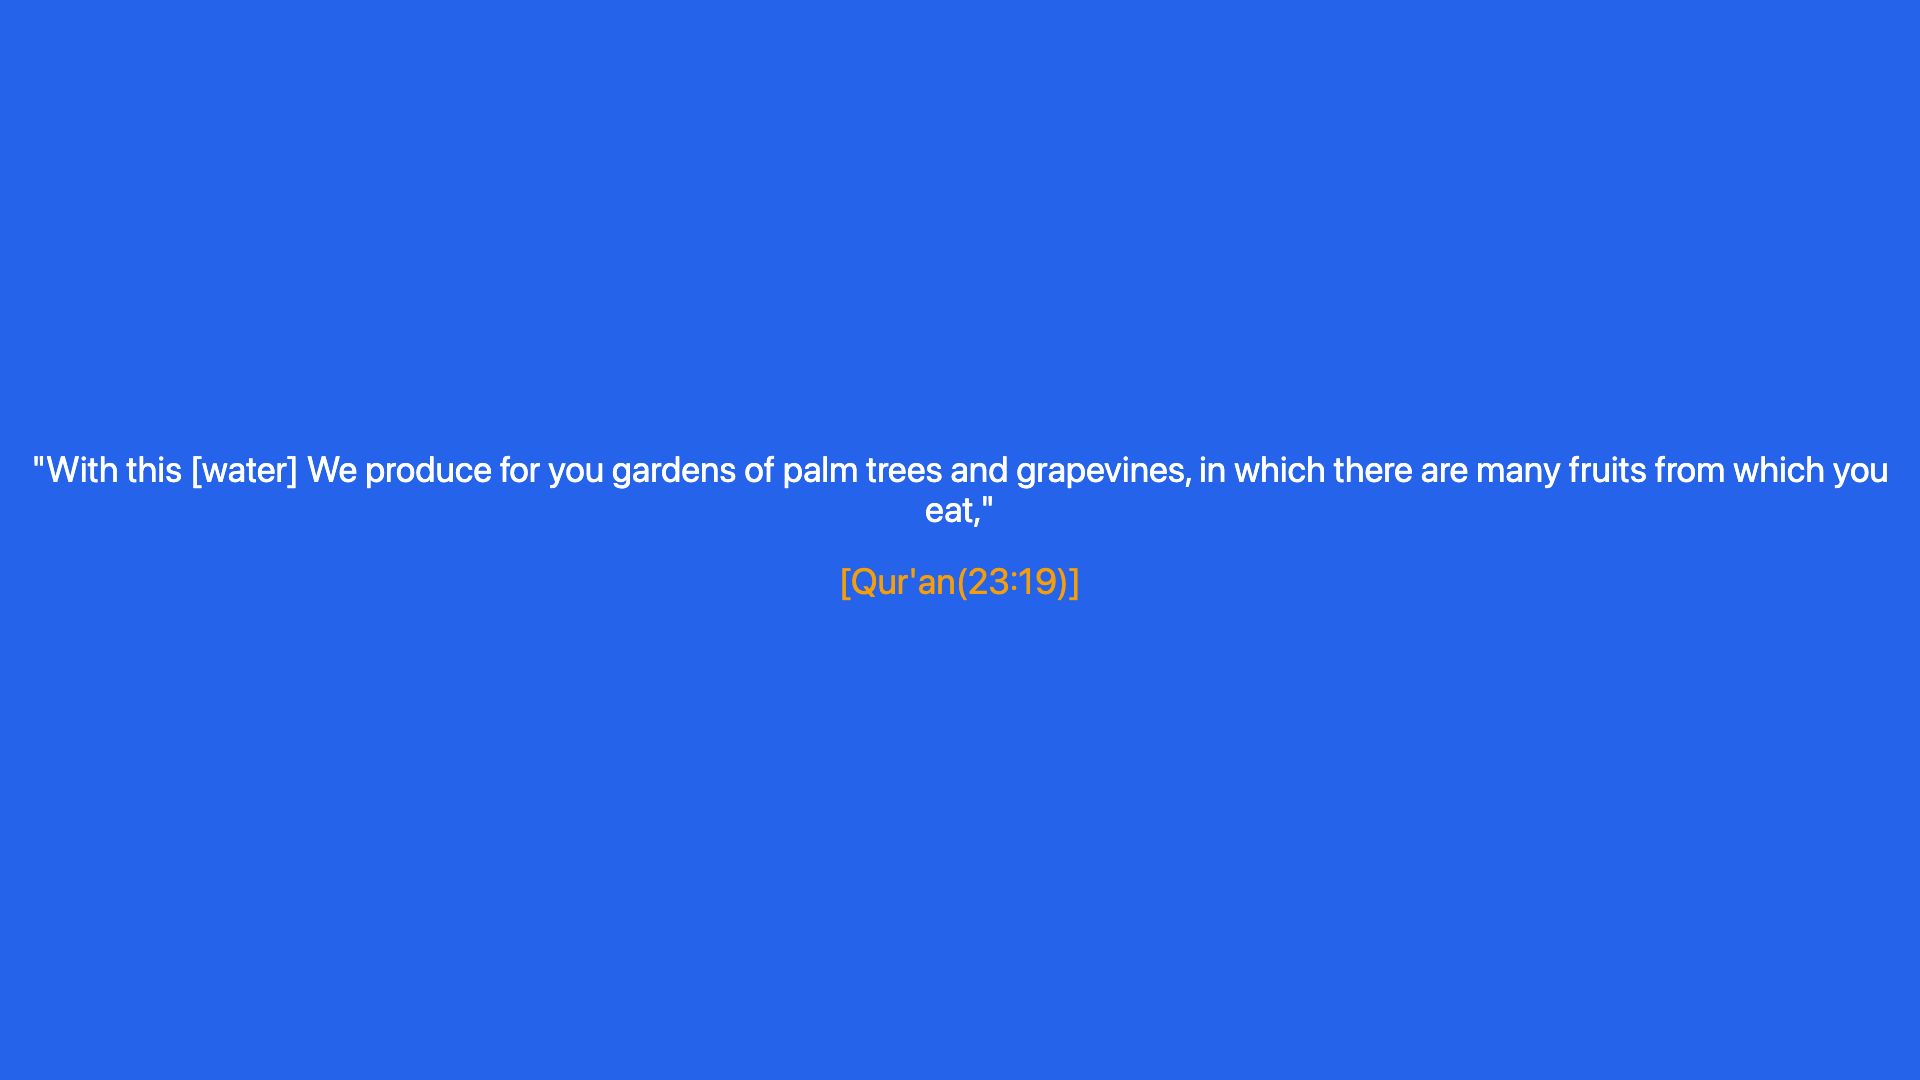 "With this [water] We produce for you gardens of palm trees and grapevines, in which there are many fruits from which you
eat,"
[Qur'an(23:19)]